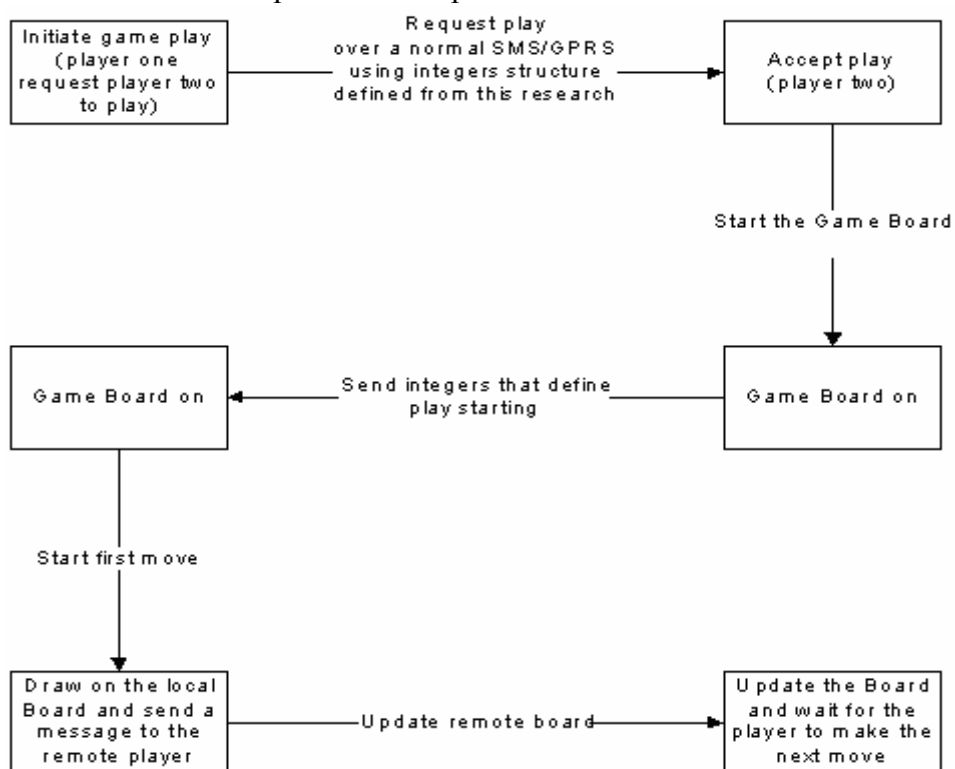 Initiate game play
(player one
request player two
to play)
Request play
over a normal SMS/GPRS
using integers structure
defined from this research
Accept play
(player two)
Start the Game Board
Game Board on
Send integers that define
play starting
Game Board on
Start first move
Draw on the local
Board and send a
message to the
remote player
Update remote board
Update the Board
and wait for the
player to make the
next move